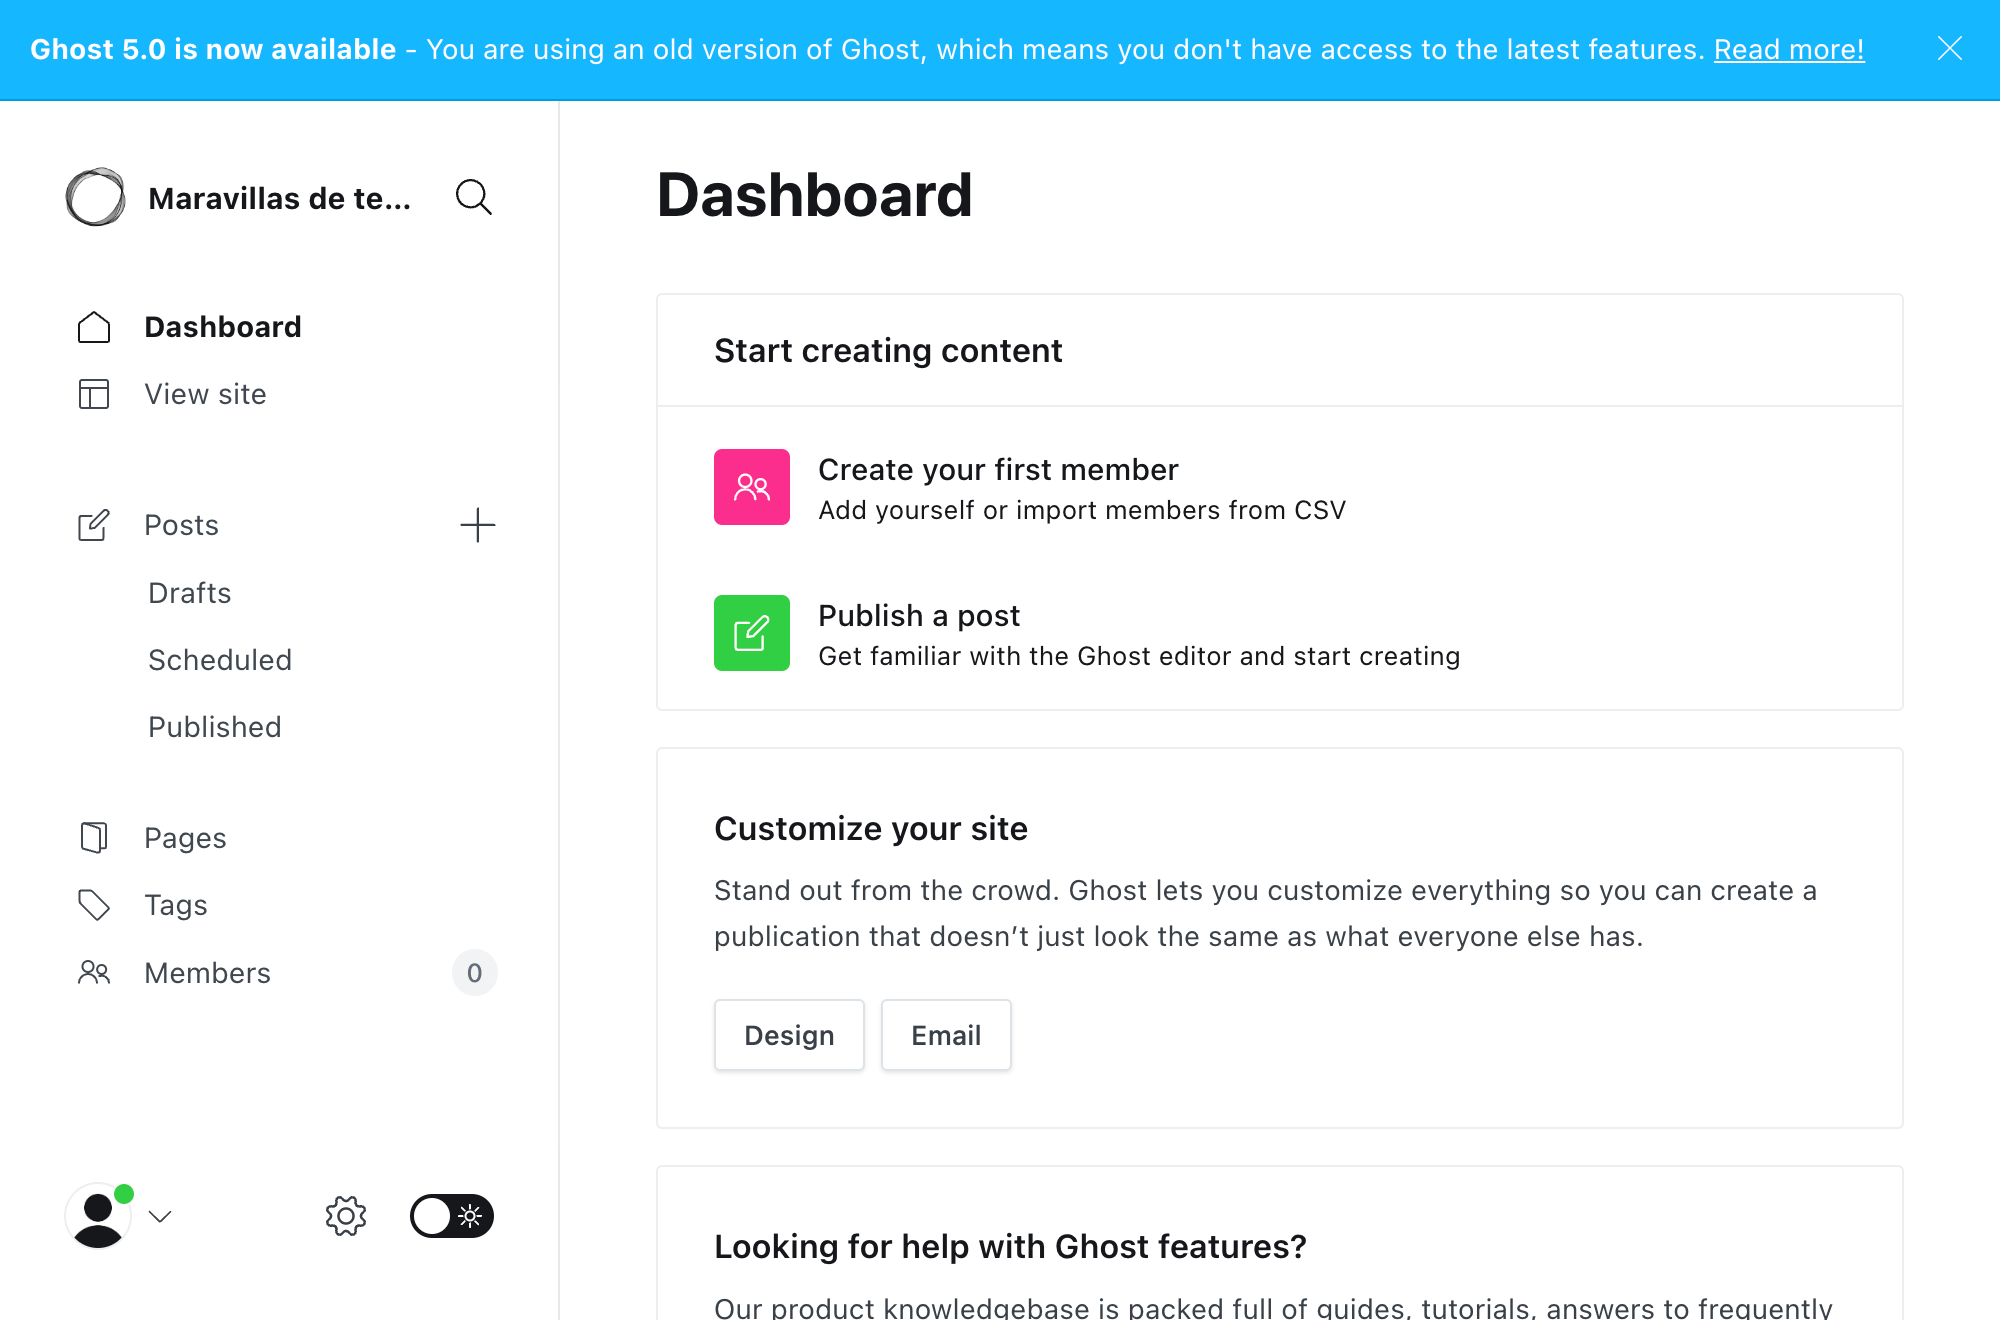 Ghost 5.0 is now available - You are using an old version of Ghost, which means you don't have access to the latest features. Read more!
Maravillas de te...
Dashboard
View site
Posts
Drafts
Scheduled
Published
Pages
Tags
Members
0
Dashboard
Start creating content
Create your first member
Add yourself or import members from CSV
Publish a post
Get familiar with the Ghost editor and start creating
Customize your site
Stand out from the crowd. Ghost lets you customize everything so you can create a
publication that doesn’t just look the same as what everyone else has.
Design
Email
Looking for help with Ghost features?
Our product knowledgebase is packed full of guides, tutorials, answers to frequently